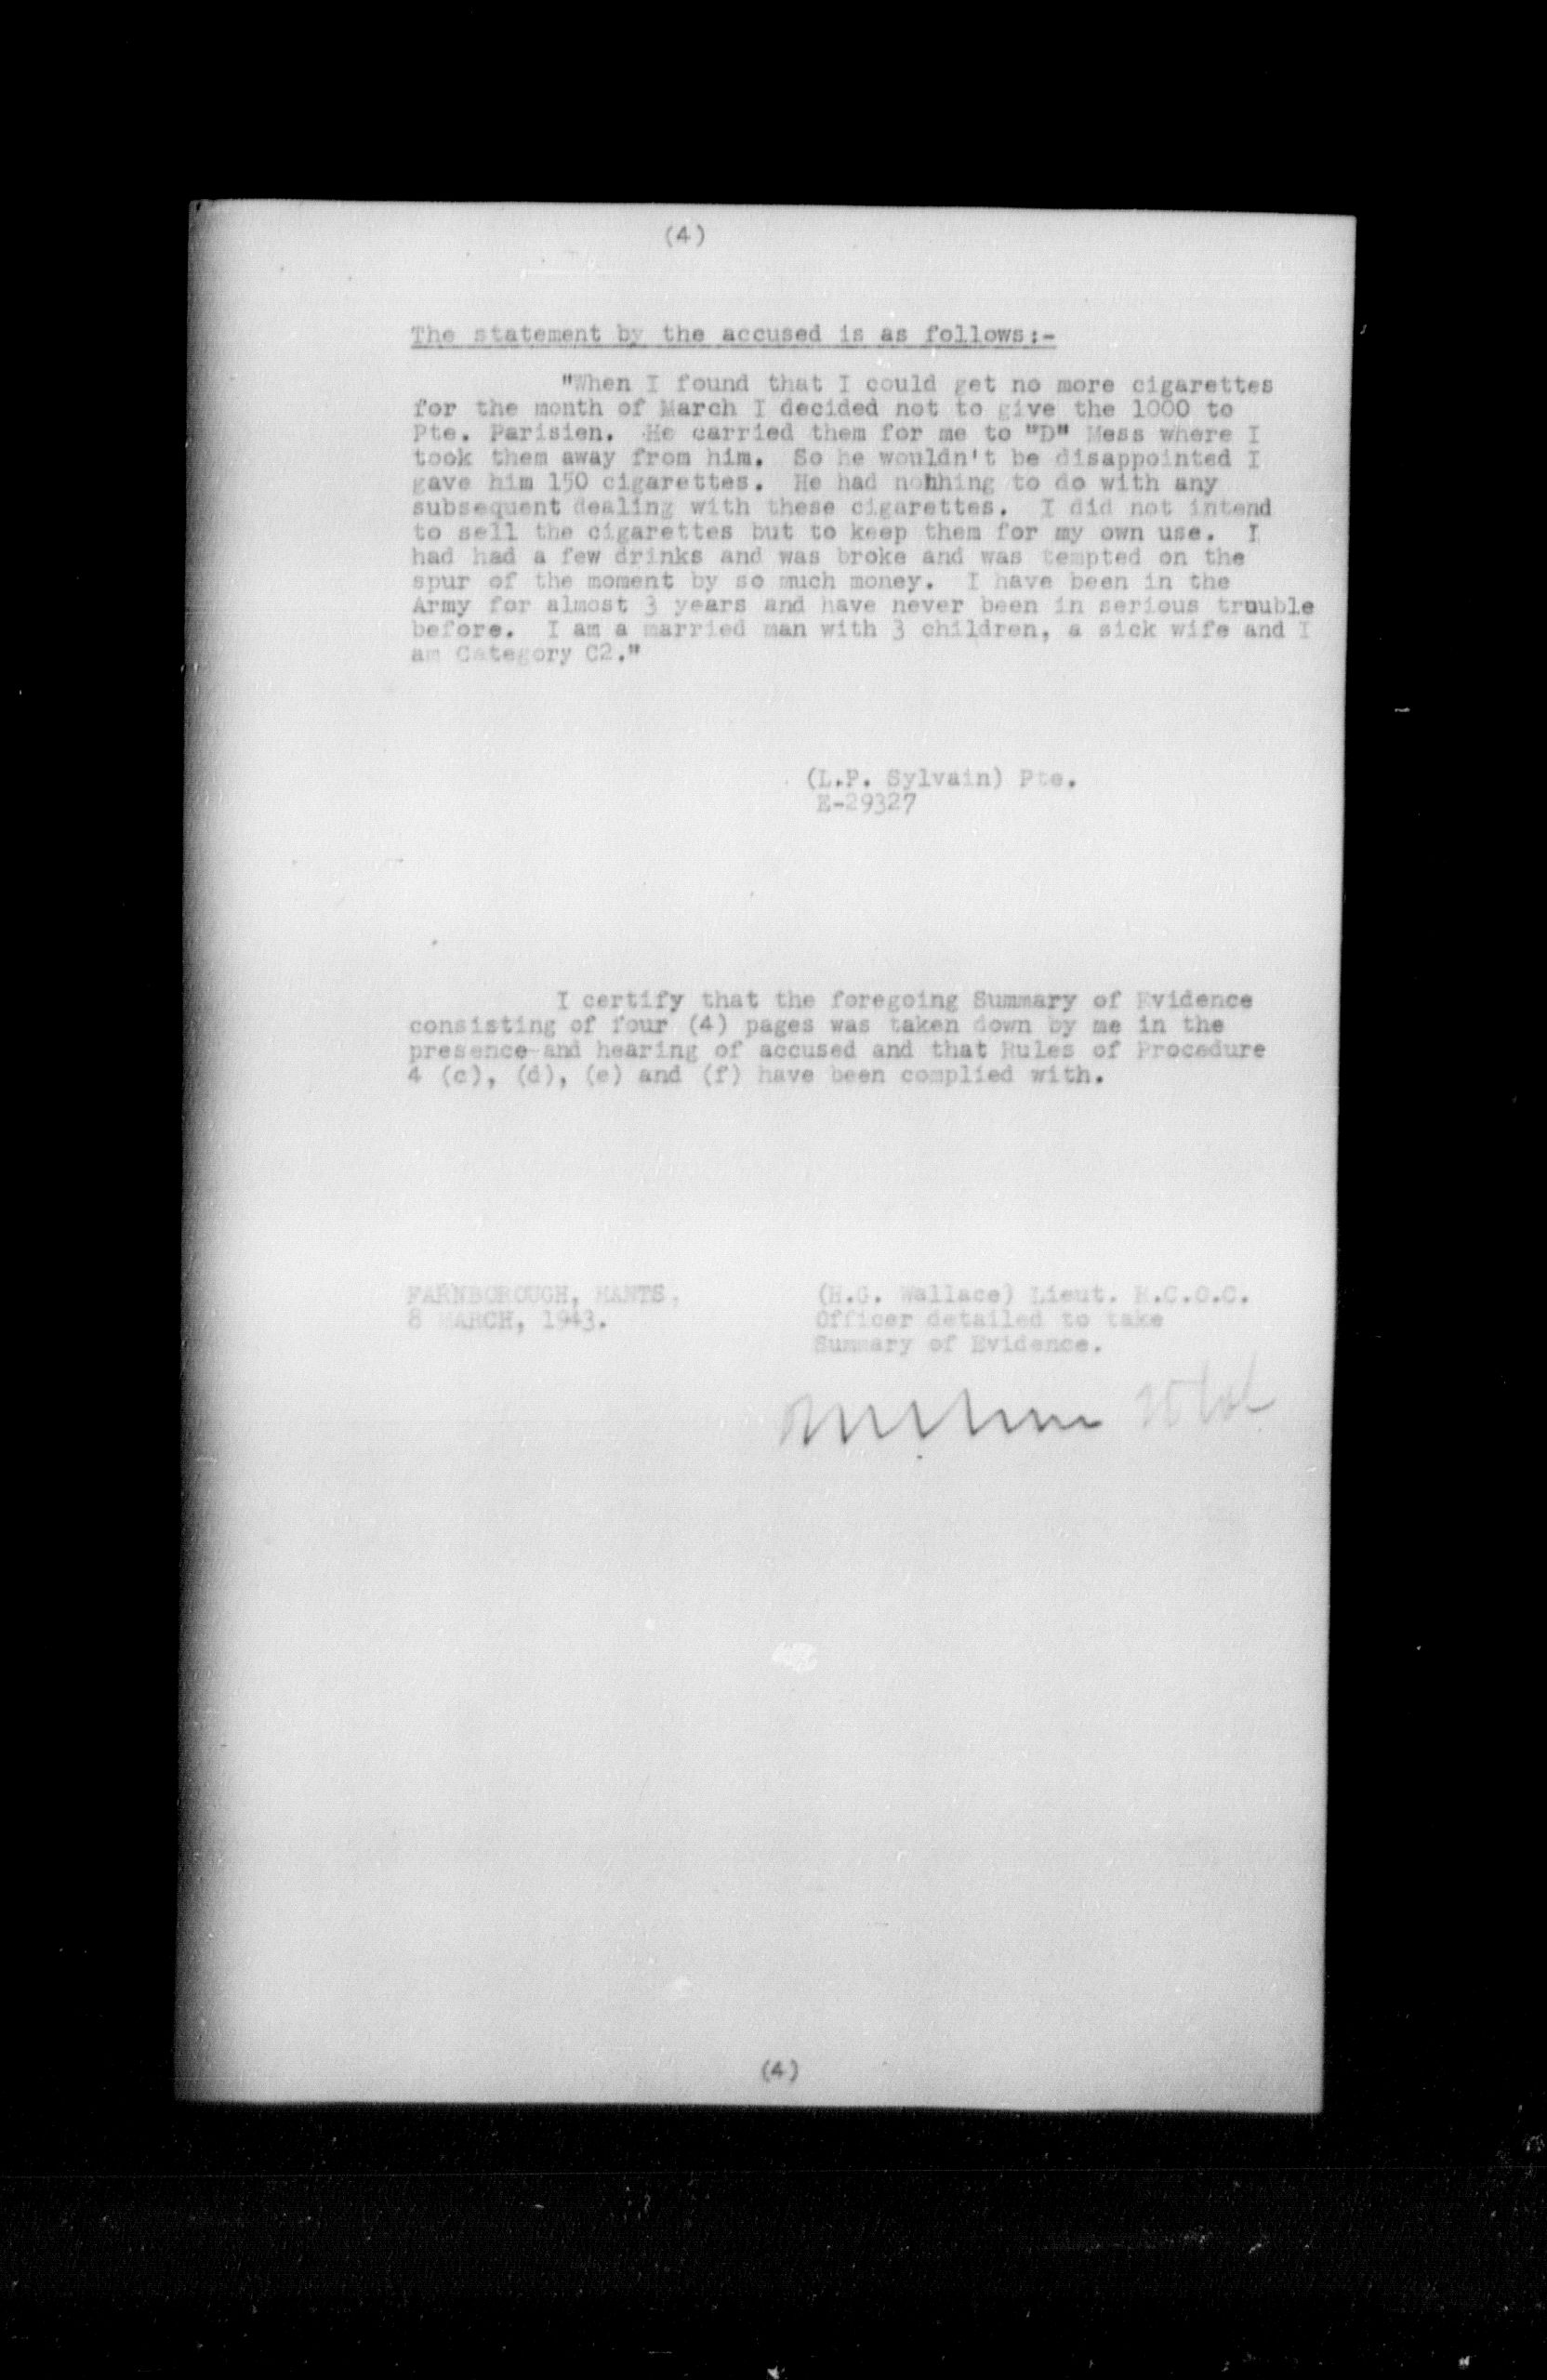 (4)
The statement by the accused is as follows:-
"When I found that I could get no more cigarettes
for the month of March I decided not to give the 1000 to
Pte. Parisien. He carried them for me to "D" Mess where I
took them away from him. So he wouldn't be disappointed I
gave him 150 cigarettes. He had nothing to do with any
subsequent dealing with these cigarettes. I did not intend
to sell the cigarettes but to keep them for my own use. I
had had a few drinks and was broke and was tempted on the
spur of the moment by so much money. I have been in the
Army for almost 3 years and have never been in serious trouble
before. I am a married man with 3 children, a sick wife and I
am Category C2."
(L.P. Sylvain) Pte.
E-29327
I certify that the foregoing Summary of Evidence
consisting of four (4) pages was taken down by me in the
presence and hearing of accused and that Rules of Procedure
4 (c), (d), (e) and (f) have been complied with.
FARNBOROUGH, HANTS.
8 MARCH, 1943.
(H.G. Wallace) Lieut. R.C.O.C.
Officer detailed to take
Summary of Evidence.
(4)